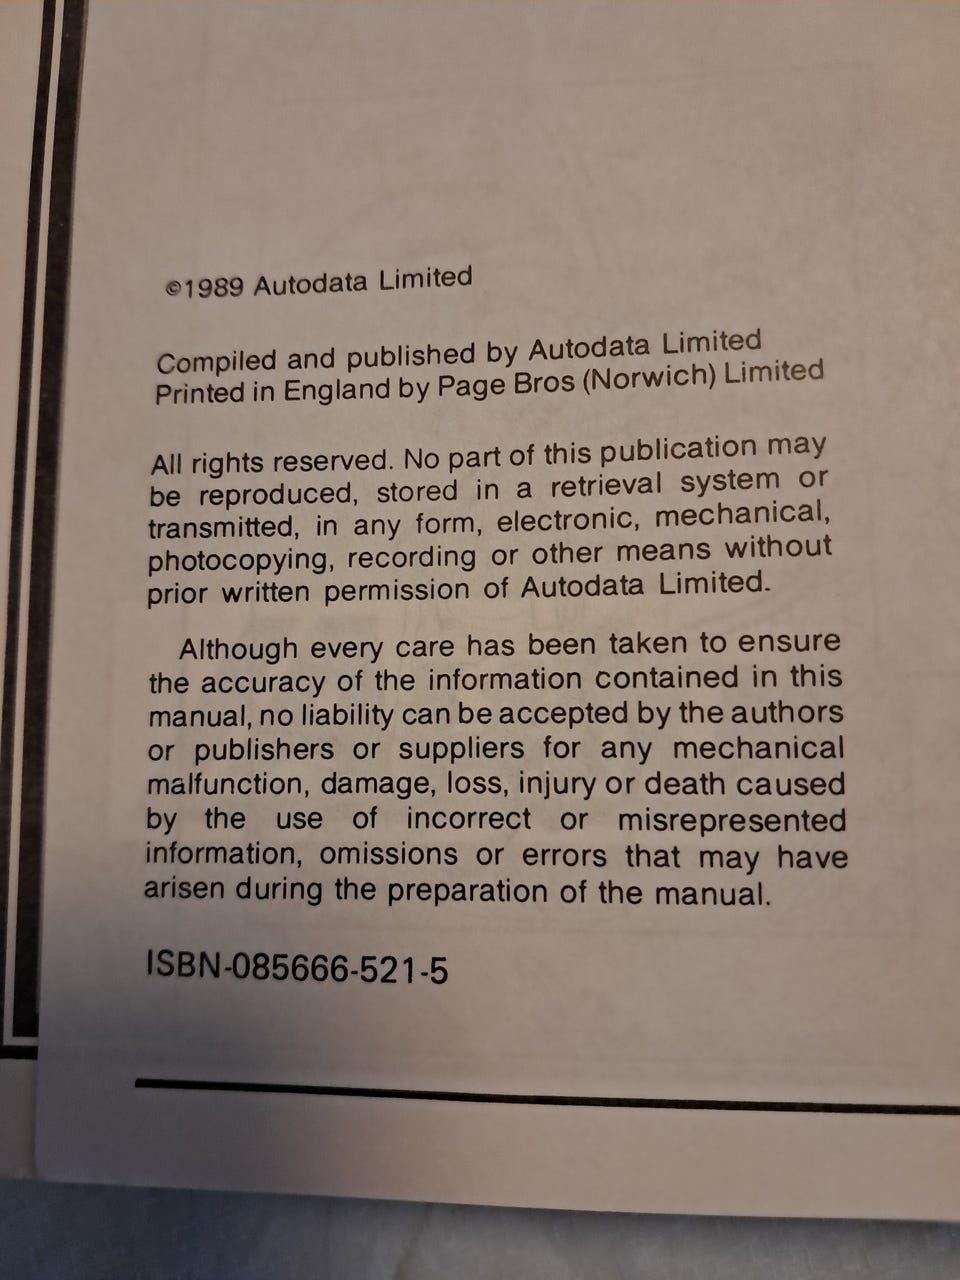 ©1989 Autodata Limited
Compiled and published by Autodata Limited
Printed in England by Page Bros (Norwich) Limited
All rights reserved. No part of this publication may
be reproduced, stored in a retrieval system or
transmitted, in any form, electronic, mechanical,
photocopying, recording or other means without
prior written permission of Autodata Limited.
Although every care has been taken to ensure
the accuracy of the information contained in this
manual, no liability can be accepted by the authors
or publishers or suppliers for any mechanical
malfunction, damage, loss, injury or death caused
by the use of incorrect or misrepresented
information, omissions or errors that may have
arisen during the preparation of the manual.
ISBN-085666-521-5